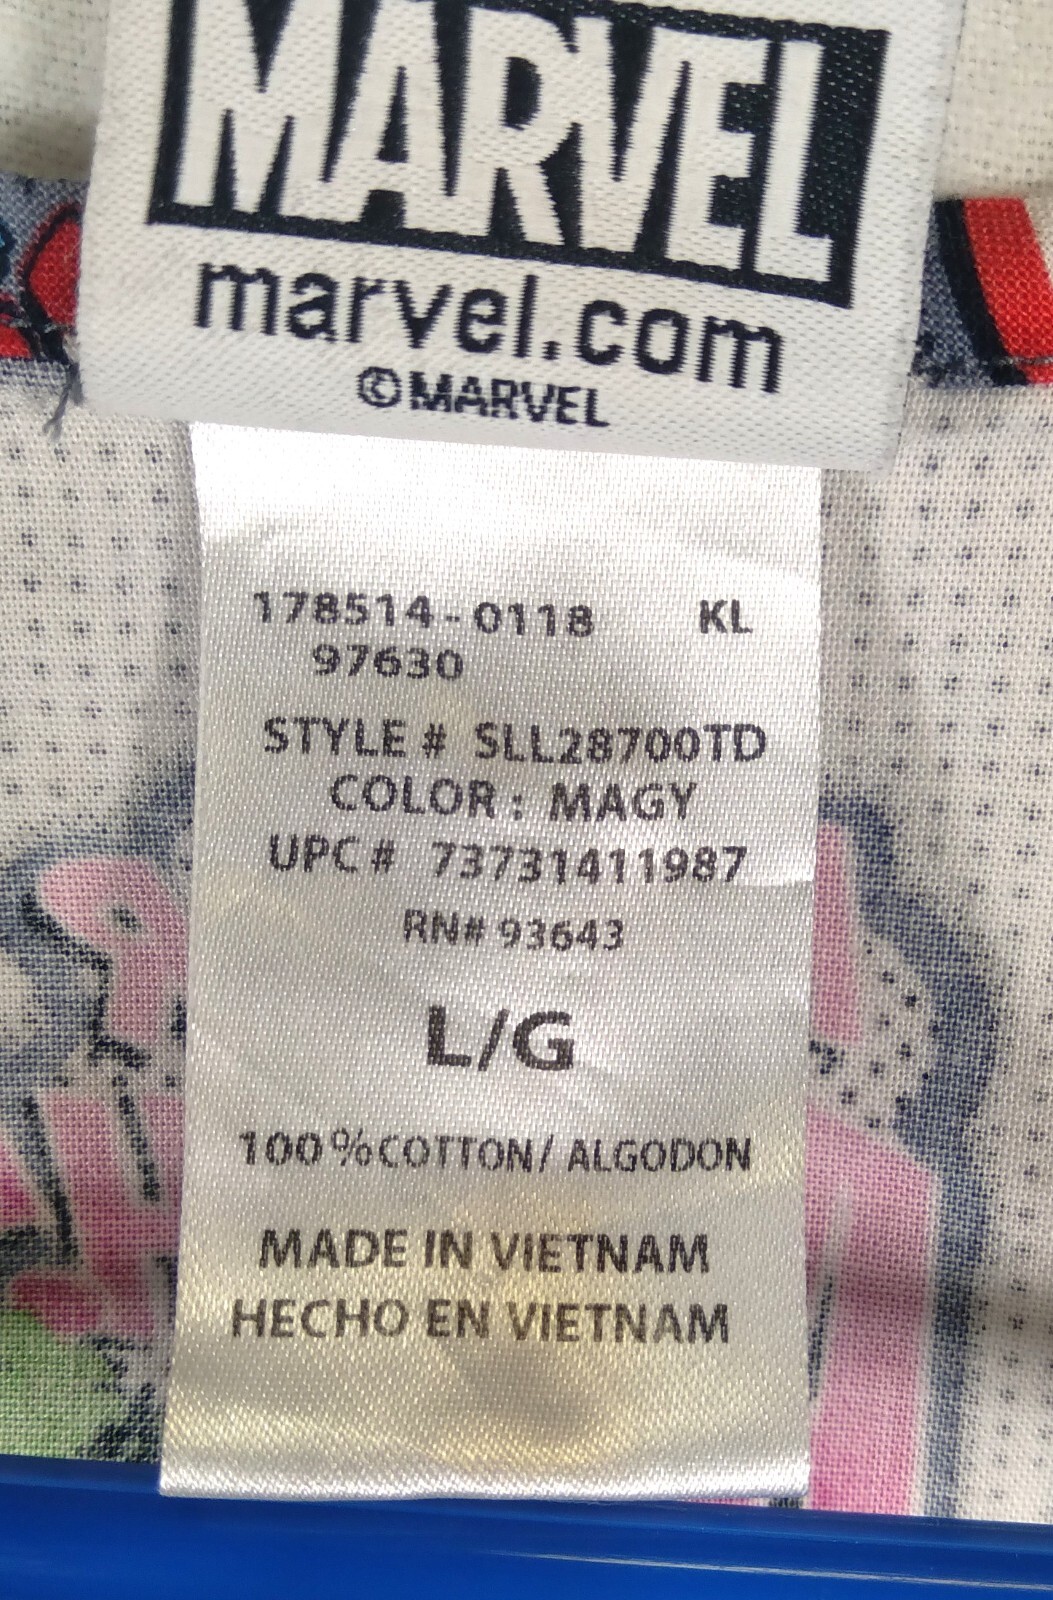 MARVEL
marvel.com
©MARVEL
178514-0118 KL
97630
STYLE # SLL28700TD
COLOR : MAGY
UPC # 73731411987
RN# 93643
L/G
100%COTTON/ ALGODON
MADE IN VIETNAM
HECHO EN VIETNAM